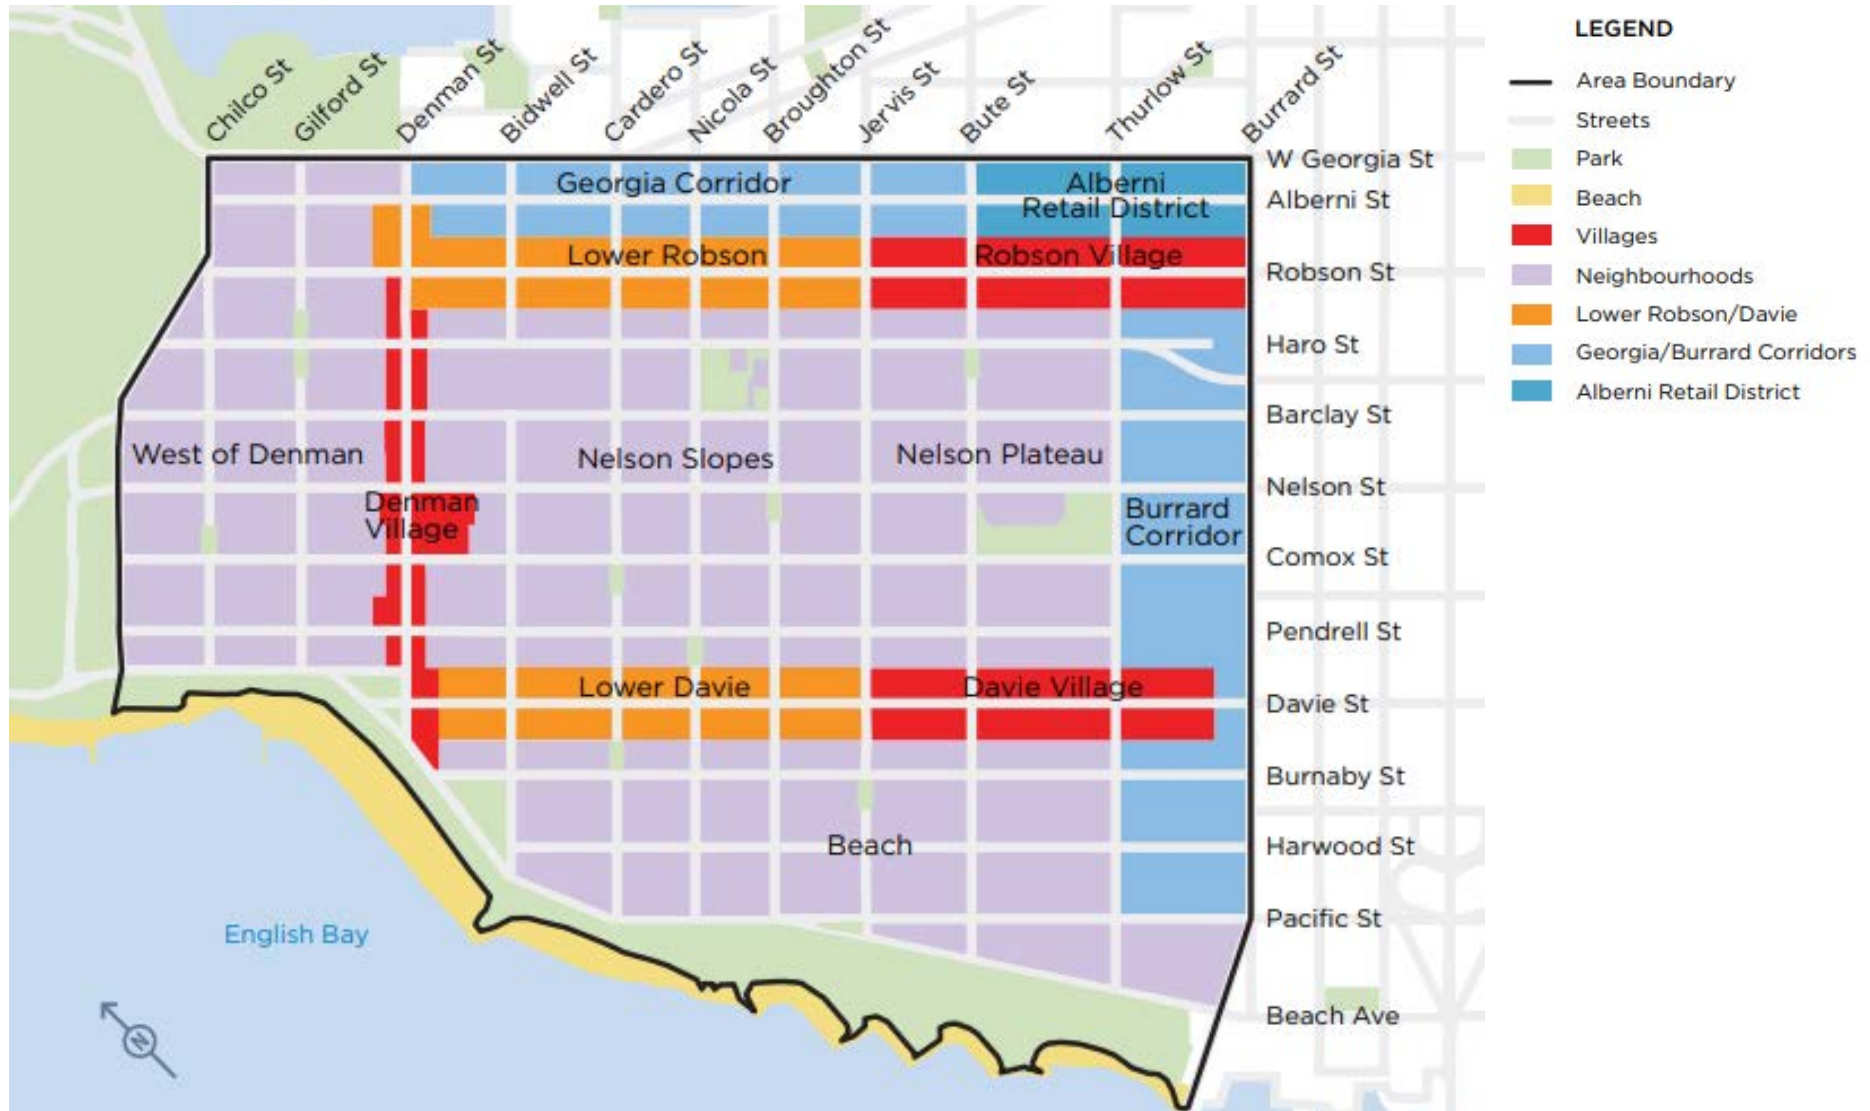 Chilco St
Gilford St
Denman St
Bidwell St
Cardero St
Nicola St
Broughton St
Jervis St
Bute St
Thurlow St
Burrard St
LEGEND
Area Boundary
Streets
Park
Beach
Villages
Neighbourhoods
Lower Robson/Davie
Georgia/Burrard Corridors
Alberni Retail District
W Georgia St
Alberni St
Robson St
Haro St
Barclay St
Nelson St
Comox St
Pendrell St
Davie St
Burnaby St
Harwood St
Pacific St
Beach Ave
Georgia Corridor
Alberni
Retail District
Lower Robson
Robson Village
West of Denman
Nelson Slopes
Nelson Plateau
Denman
Village
Burrard
Corridor
Lower Davie
Davie Village
Beach
English Bay
N